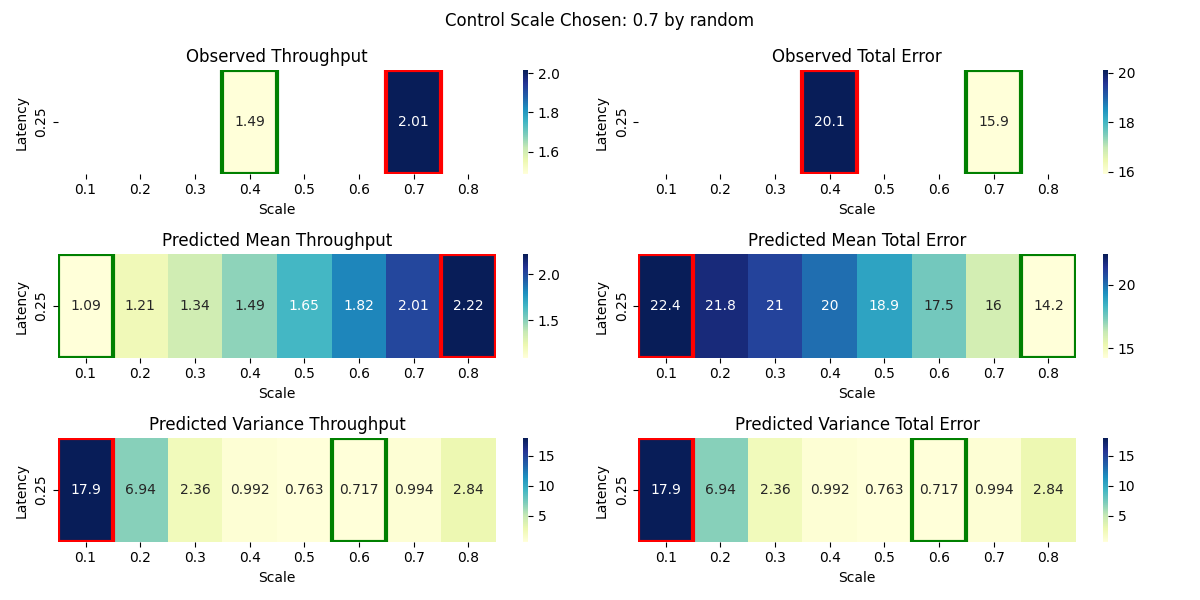 Control Scale Chosen: 0.7 by random
Observed Throughput
Latency
0.25
1.49
2.01
0.1 0.2 0.3 0.4 0.5 0.6 0.7 0.8
Scale
2.0
1.8
1.6
Observed Total Error
Latency
0.25
20.1
15.9
0.1 0.2 0.3 0.4 0.5 0.6 0.7 0.8
Scale
20
18
16
Predicted Mean Throughput
Latency
0.25
1.09 1.21 1.34 1.49 1.65 1.82 2.01 2.22
0.1 0.2 0.3 0.4 0.5 0.6 0.7 0.8
Scale
2.0
1.5
Predicted Mean Total Error
Latency
0.25
22.4 21.8 21 20 18.9 17.5 16 14.2
0.1 0.2 0.3 0.4 0.5 0.6 0.7 0.8
Scale
20
15
Predicted Variance Throughput
Latency
0.25
17.9 6.94 2.36 0.992 0.763 0.717 0.994 2.84
0.1 0.2 0.3 0.4 0.5 0.6 0.7 0.8
Scale
15
10
5
Predicted Variance Total Error
Latency
0.25
17.9 6.94 2.36 0.992 0.763 0.717 0.994 2.84
0.1 0.2 0.3 0.4 0.5 0.6 0.7 0.8
Scale
15
10
5